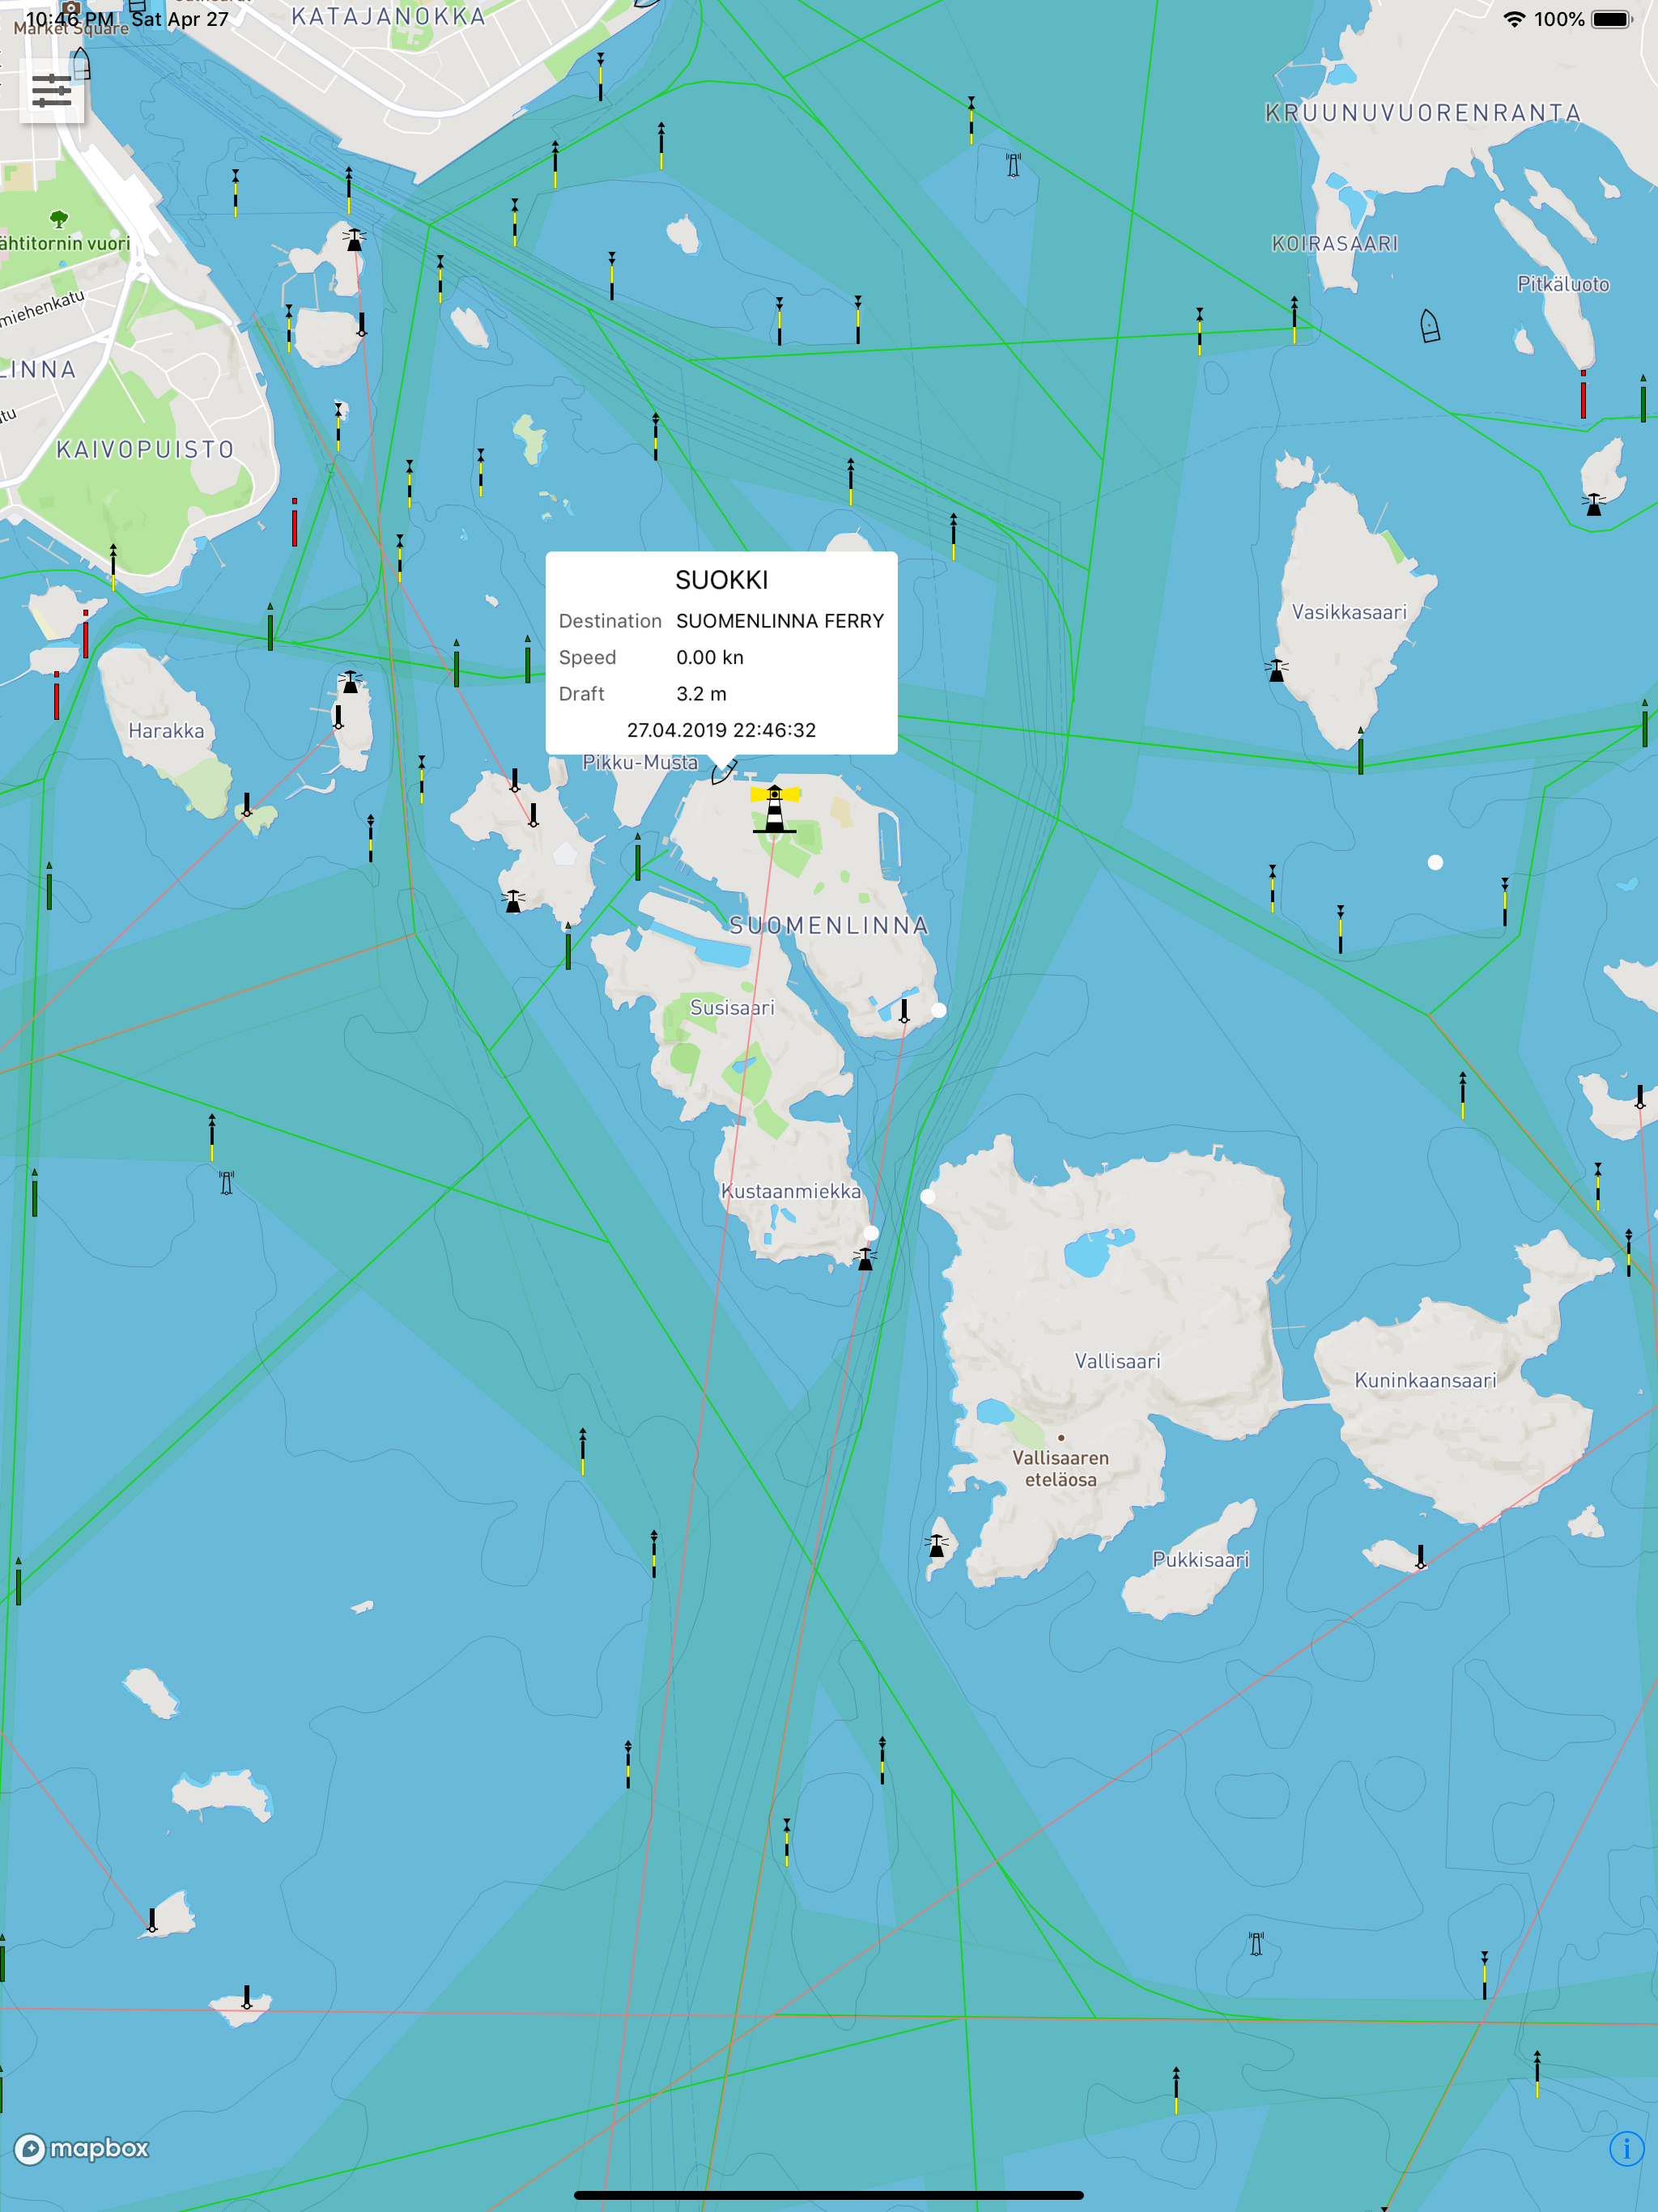 10:46 PM Sat Apr 27
100%
Market Square
KATAJANOKKA
KRUUNUVUORENRANTA
ähtitornin vuori
KOIRASAARI
Pitkäluoto
miehenkatu
LINNA
tu
KAIVOPUISTO
SUOKKI
Destination SUOMENLINNA FERRY
Speed 0.00 kn
Draft 3.2 m
27.04.2019 22:46:32
Vasikkasaari
Harakka
Pikku-Musta
SUOMENLINNA
Susisaari
Kustaanmiekka
Vallisaari
Kuninkaansaari
Vallisaaren
eteläosa
Pukkisaari
mapbox
i